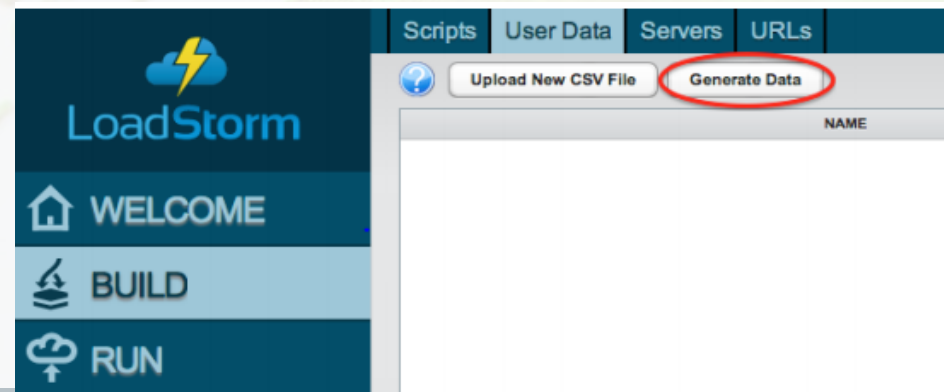 Scripts User Data Servers URLs
? Upload New CSV File Generate Data
NAME
LoadStorm
WELCOME
BUILD
RUN